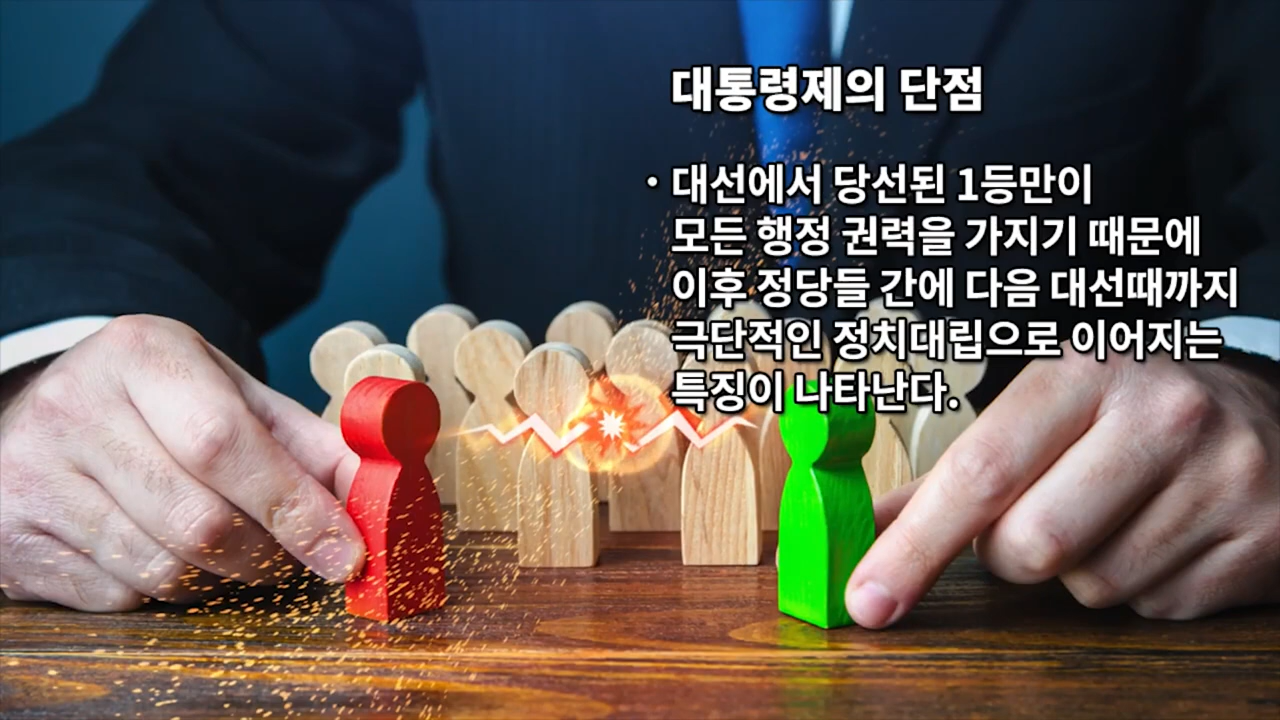 대통령제의 단점
· 대선에서 당선된 1등만이
모든 행정 권력을 가지기 때문에
이후 정당들 간에 다음 대선때까지
극단적인 정치대립으로 이어지는
특징이 나타난다.